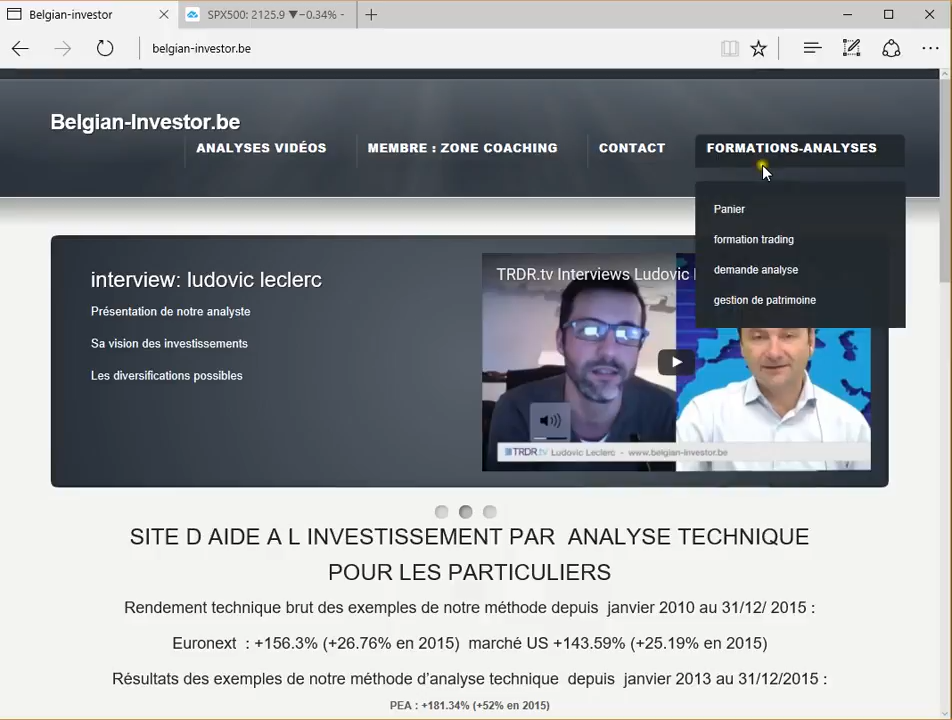 Belgian-investor
SPX500: 2125.9 ▼−0.34% -
belgian-investor.be
Belgian-Investor.be
ANALYSES VIDÉOS
MEMBRE : ZONE COACHING
CONTACT
FORMATIONS-ANALYSES
Panier
formation trading
demande analyse
gestion de patrimoine
interview: ludovic leclerc
Présentation de notre analyste
Sa vision des investissements
Les diversifications possibles
TRDR.tv Interviews Ludovic
TRDR.tv Ludovic Leclerc - www.belgian-investor.be
SITE D AIDE A L INVESTISSEMENT PAR ANALYSE TECHNIQUE
POUR LES PARTICULIERS
Rendement technique brut des exemples de notre méthode depuis janvier 2010 au 31/12/ 2015 :
Euronext : +156.3% (+26.76% en 2015) marché US +143.59% (+25.19% en 2015)
Résultats des exemples de notre méthode d'analyse technique depuis janvier 2013 au 31/12/2015 :
PEA : +181.34% (+52% en 2015)